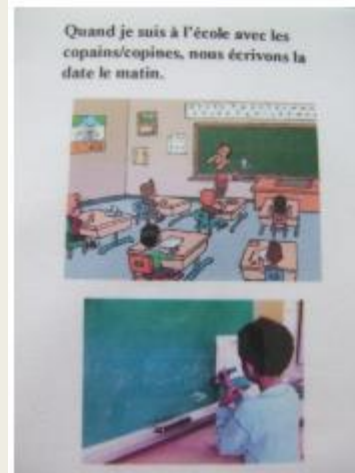 Quand je suis à l'école avec les
copains/copines, nous écrivons la
date le matin.